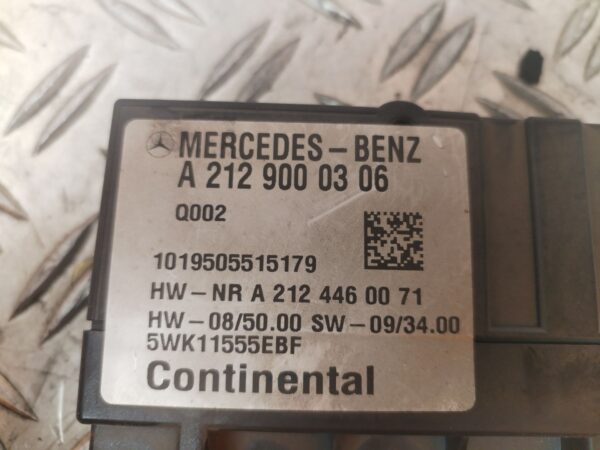 MERCEDES-BENZ
A 212 900 03 06
Q002
1019505515179
HW-NR A 212 446 00 71
HW-08/50.00 SW-09/34.00
5WK11555EBF
Continental